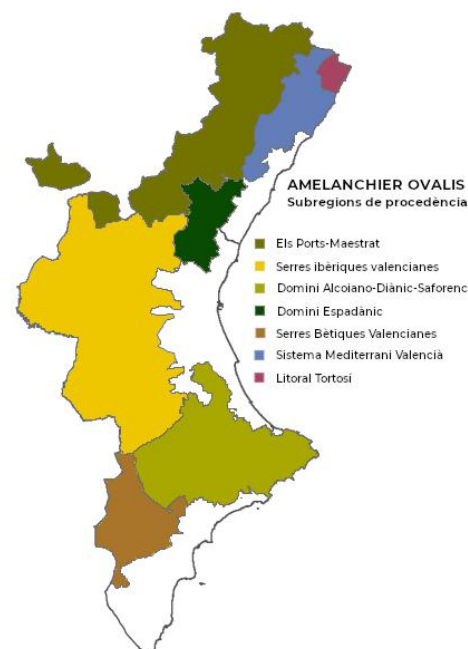 AMELANCHIER OVALIS
Subregions de procedència
Els Ports-Maestrat
Serres ibèriques valencianes
Domini Alcoiano-Diànic-Saforenc
Domini Espadànic
Serres Bètiques Valencianes
Sistema Mediterrani Valencià
Litoral Tortosí